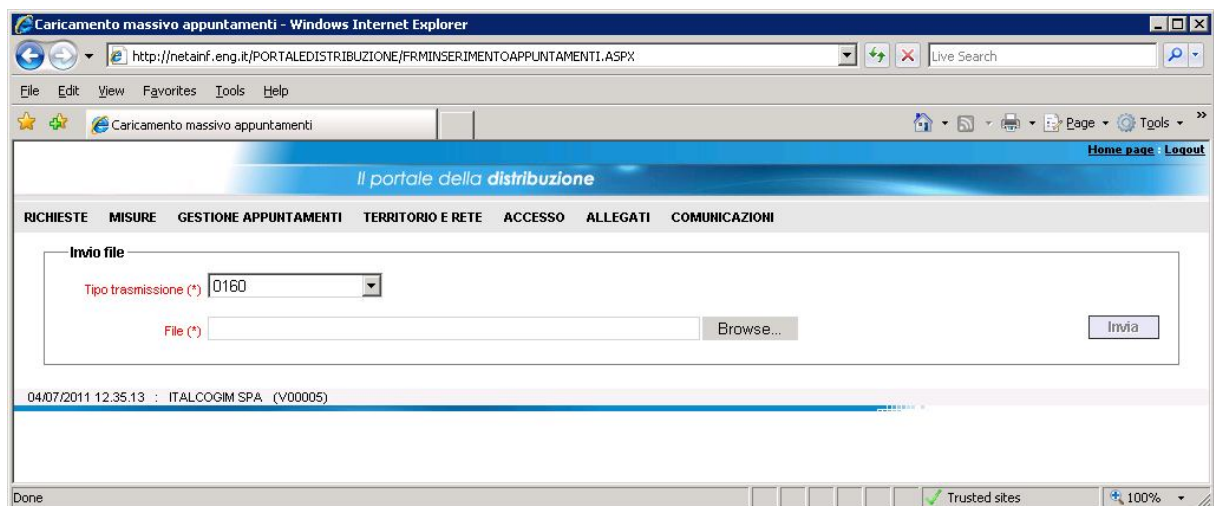 Caricamento massivo appuntamenti - Windows Internet Explorer
http://netainf.eng.it/PORTALEDISTRIBUZIONE/FRMINSERIMENTOAPPUNTAMENTI.ASPX Live Search
File Edit View Favorites Tools Help
Caricamento massivo appuntamenti Page Tools »
Home page : Logout
Il portale della distribuzione
RICHIESTE MISURE GESTIONE APPUNTAMENTI TERRITORIO E RETE ACCESSO ALLEGATI COMUNICAZIONI
Invio file
Tipo trasmissione (*) 0160
File (*) Browse... Invia
04/07/2011 12.35.13 : ITALCOGIM SPA (V00005)
Done Trusted sites 100%